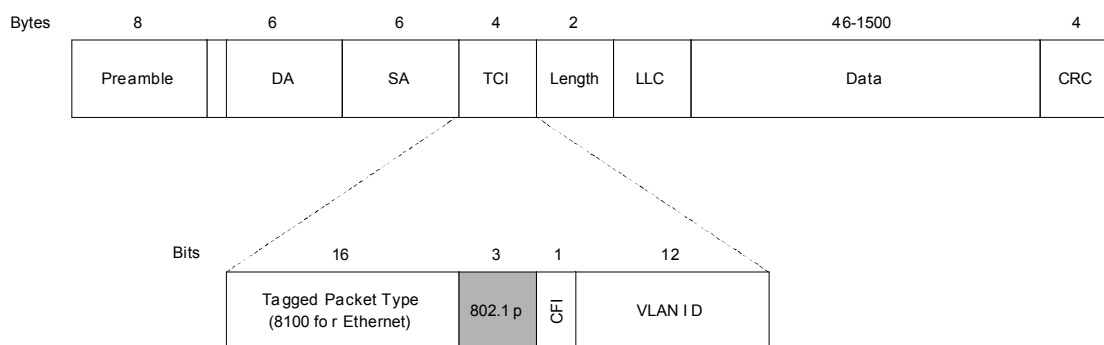 Bytes 8 6 6 4 2 46-1500 4
Preamble DA SA TCI Length LLC Data CRC
Bits 16 3 1 12
Tagged Packet Type
(8100 fo r Ethernet)
802.1 p CFI VLAN I D